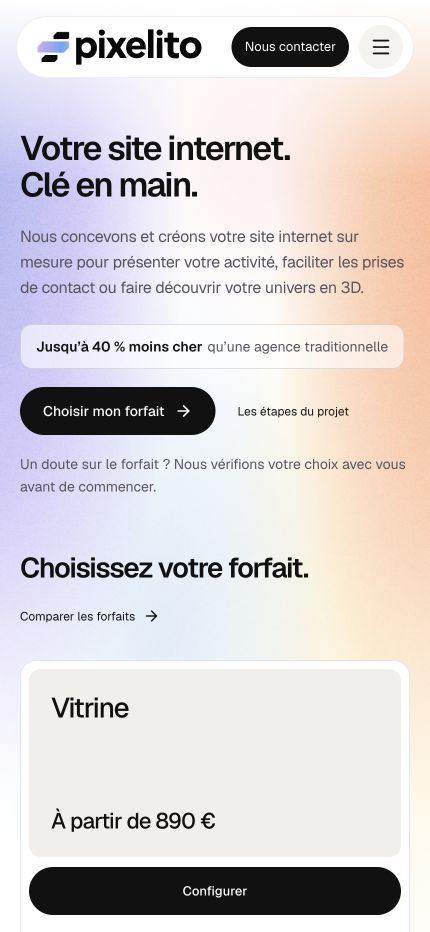 pixelito
Nous contacter
Votre site internet.
Clé en main.
Nous concevons et créons votre site internet sur
mesure pour présenter votre activité, faciliter les prises
de contact ou faire découvrir votre univers en 3D.
Jusqu’à 40 % moins cher qu’une agence traditionnelle
Choisir mon forfait
Les étapes du projet
Un doute sur le forfait ? Nous vérifions votre choix avec vous
avant de commencer.
Choisissez votre forfait.
Comparer les forfaits
Vitrine
À partir de 890 €
Configurer